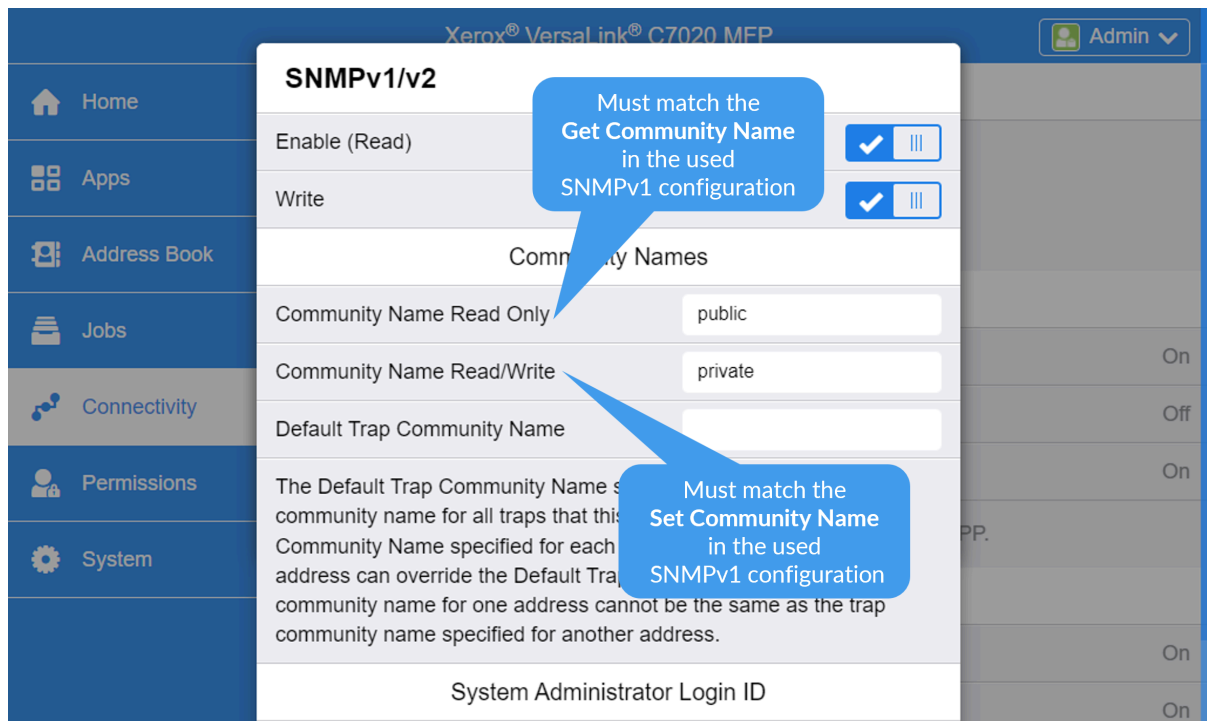 Xerox® VersaLink® C7020 MFP
Admin
Home
Apps
Address Book
Jobs
Connectivity
Permissions
System
SNMPv1/v2
Enable (Read)
Write
Must match the
Get Community Name
in the used
SNMPv1 configuration
Names
Community Name Read Only
public
Community Name Read/Write
private
Default Trap Community Name
The Default Trap Community Name
community name for all traps that
Community Name specified for each
address can override the Default
community name for one address cannot be the same as the trap
community name specified for another address.
Must match the
Set Community Name
in the used
SNMPv1 configuration
System Administrator Login ID
On
Off
On
PP.
On
On